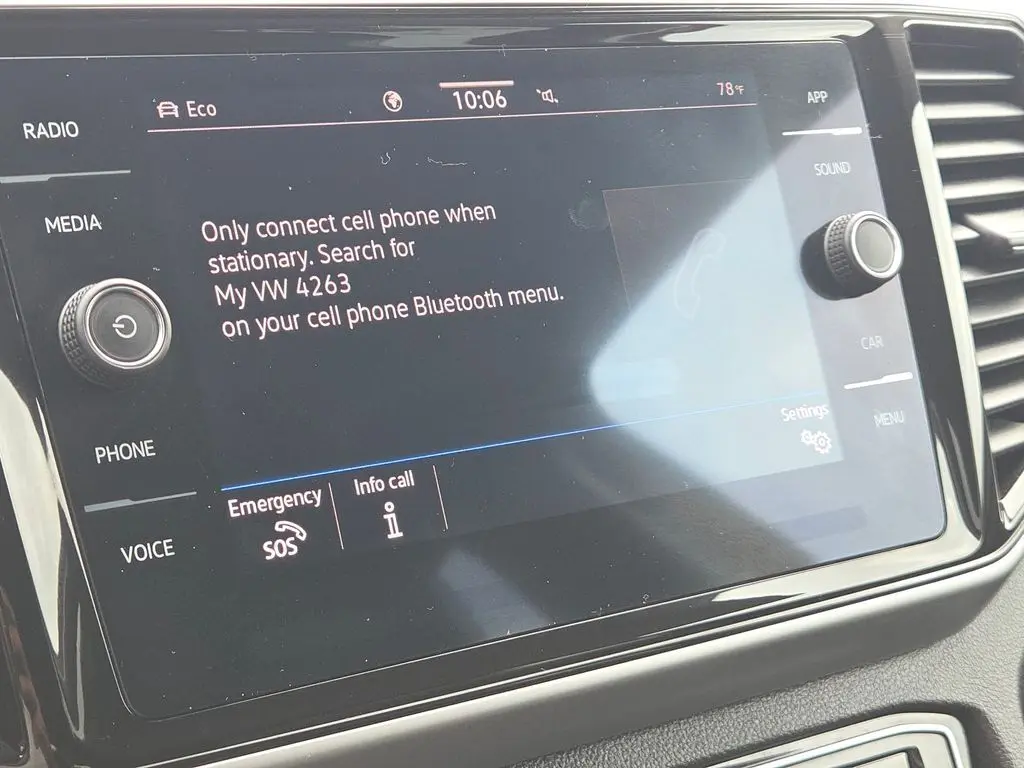 Eco
10:06
78°F
APP
RADIO
SOUND
MEDIA
Only connect cell phone when
stationary. Search for
My VW 4263
on your cell phone Bluetooth menu.
CAR
Settings
MENU
PHONE
Emergency
Info call
SOS
i
VOICE